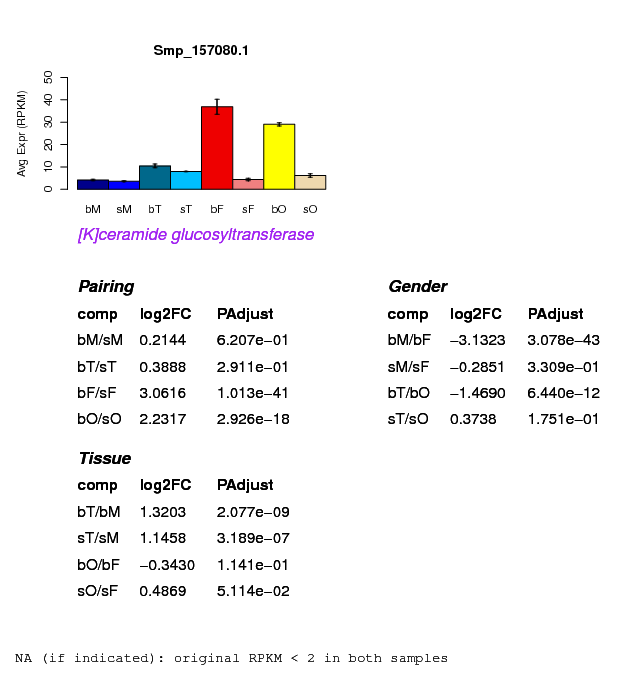 Smp_157080.1
Avg Expr (RPKM)
0 10 20 30 40 50
bM sM bT sT bF sF bO sO
[K]ceramide glucosyltransferase
Pairing
comp log2FC PAdjust
bM/sM 0.2144 6.207e−01
bT/sT 0.3888 2.911e−01
bF/sF 3.0616 1.013e−41
bO/sO 2.2317 2.926e−18
Gender
comp log2FC PAdjust
bM/bF −3.1323 3.078e−43
sM/sF −0.2851 3.309e−01
bT/bO −1.4690 6.440e−12
sT/sO 0.3738 1.751e−01
Tissue
comp log2FC PAdjust
bT/bM 1.3203 2.077e−09
sT/sM 1.1458 3.189e−07
bO/bF −0.3430 1.141e−01
sO/sF 0.4869 5.114e−02
NA (if indicated): original RPKM < 2 in both samples